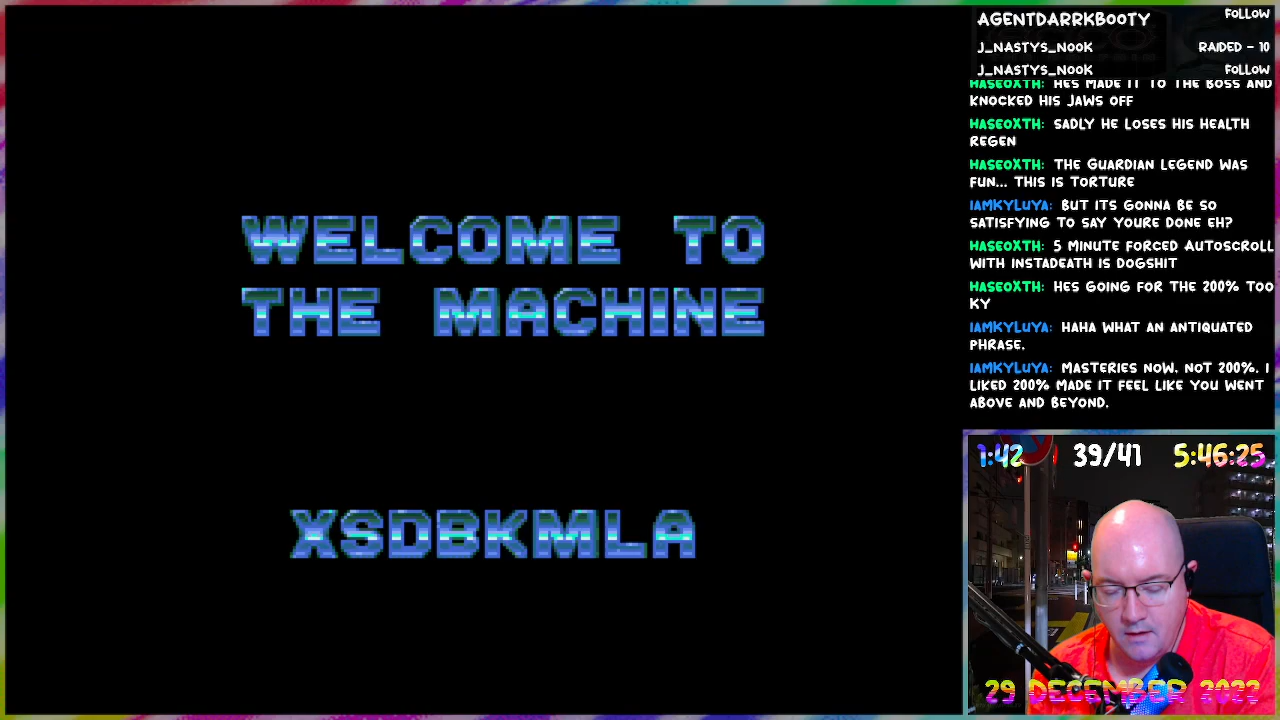 WELCOME TO
THE MACHINE
XSDBKMLA
AGENTDARRKBOOTY FOLLOW
J_NASTYS_NOOK RAIDED - 10
J_NASTYS_NOOK FOLLOW
HASEOXTH: HES MADE IT TO THE BOSS AND
KNOCKED HIS JAWS OFF
HASEOXTH: SADLY HE LOSES HIS HEALTH
REGEN
HASEOXTH: THE GUARDIAN LEGEND WAS
FUN... THIS IS TORTURE
IAMKYLUYA: BUT ITS GONNA BE SO
SATISFYING TO SAY YOURE DONE EH?
HASEOXTH: 5 MINUTE FORCED AUTOSCROLL
WITH INSTADEATH IS DOGSHIT
HASEOXTH: HES GOING FOR THE 200% TOO
KY
IAMKYLUYA: HAHA WHAT AN ANTIQUATED
PHRASE.
IAMKYLUYA: MASTERIES NOW. NOT 200%. I
LIKED 200% MADE IT FEEL LIKE YOU WENT
ABOVE AND BEYOND.
1:42 39/41 5:46:25
29 DECEMBER 2022